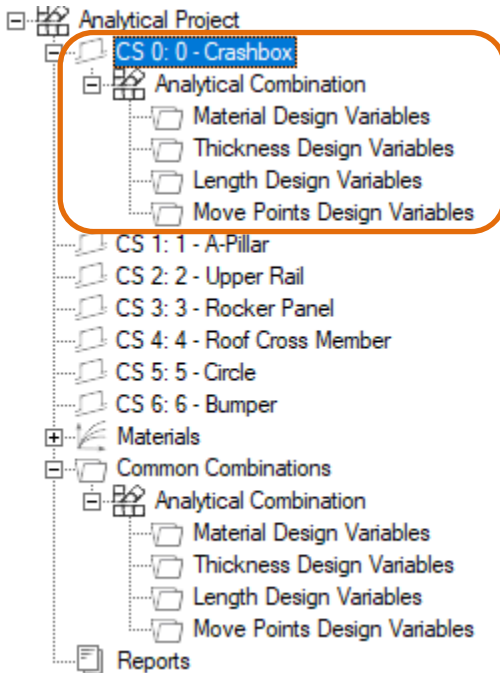 Analytical Project
CS 0: 0 - Crashbox
Analytical Combination
Material Design Variables
Thickness Design Variables
Length Design Variables
Move Points Design Variables
CS 1: 1 - A-Pillar
CS 2: 2 - Upper Rail
CS 3: 3 - Rocker Panel
CS 4: 4 - Roof Cross Member
CS 5: 5 - Circle
CS 6: 6 - Bumper
Materials
Common Combinations
Analytical Combination
Material Design Variables
Thickness Design Variables
Length Design Variables
Move Points Design Variables
Reports